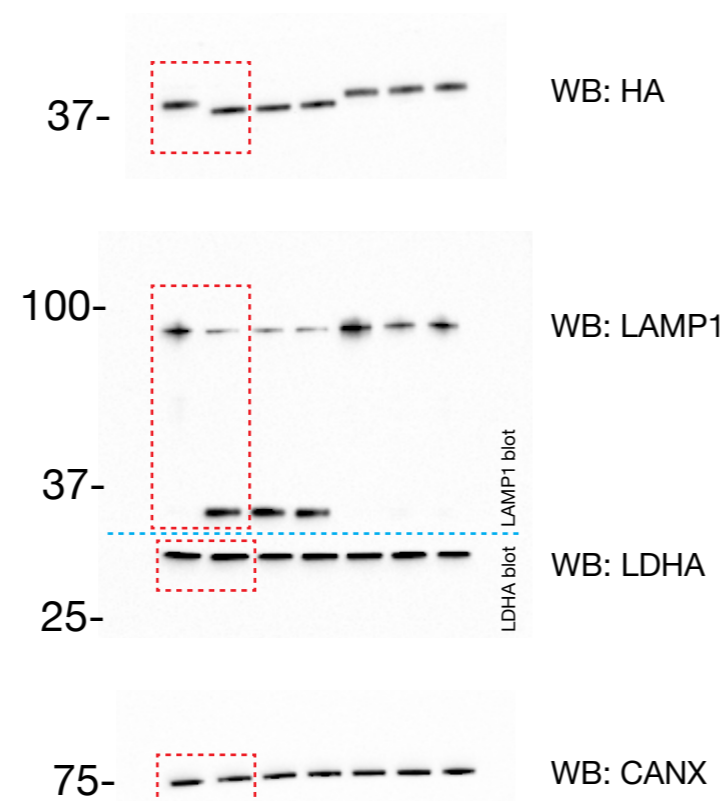 37-
WB: HA
100-
WB: LAMP1
37-
LAMP1 blot
LDHA blot
WB: LDHA
25-
75-
WB: CANX